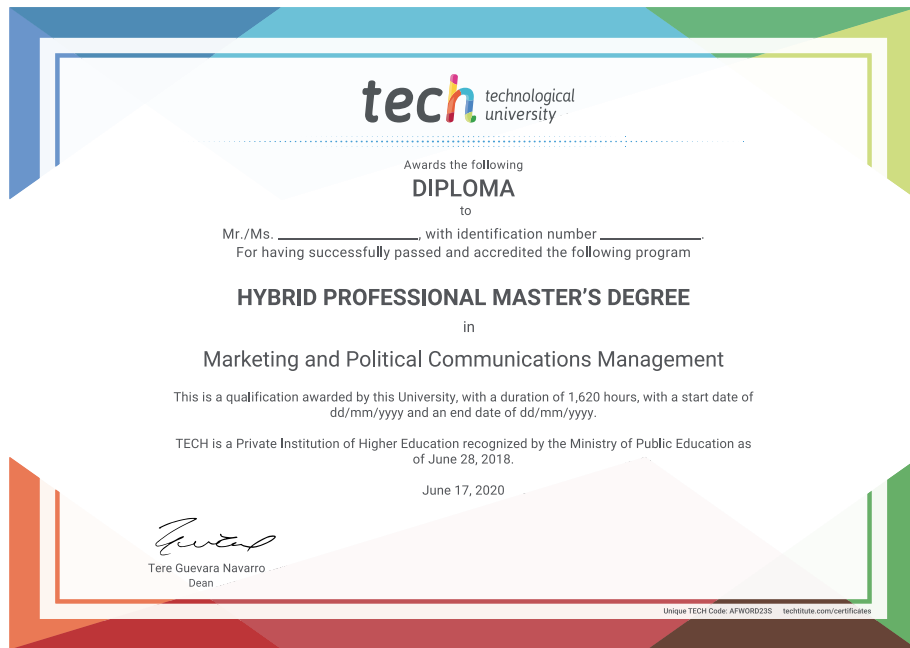 tech technological
university
Awards the following
DIPLOMA
to
Mr./Ms. ____________________, with identification number ______________.
For having successfully passed and accredited the following program
HYBRID PROFESSIONAL MASTER’S DEGREE
in
Marketing and Political Communications Management
This is a qualification awarded by this University, with a duration of 1,620 hours, with a start date of
dd/mm/yyyy and an end date of dd/mm/yyyy.
TECH is a Private Institution of Higher Education recognized by the Ministry of Public Education as
of June 28, 2018.
June 17, 2020
Tere Guevara Navarro
Dean
Unique TECH Code: AFWORD23S techtitute.com/certificates